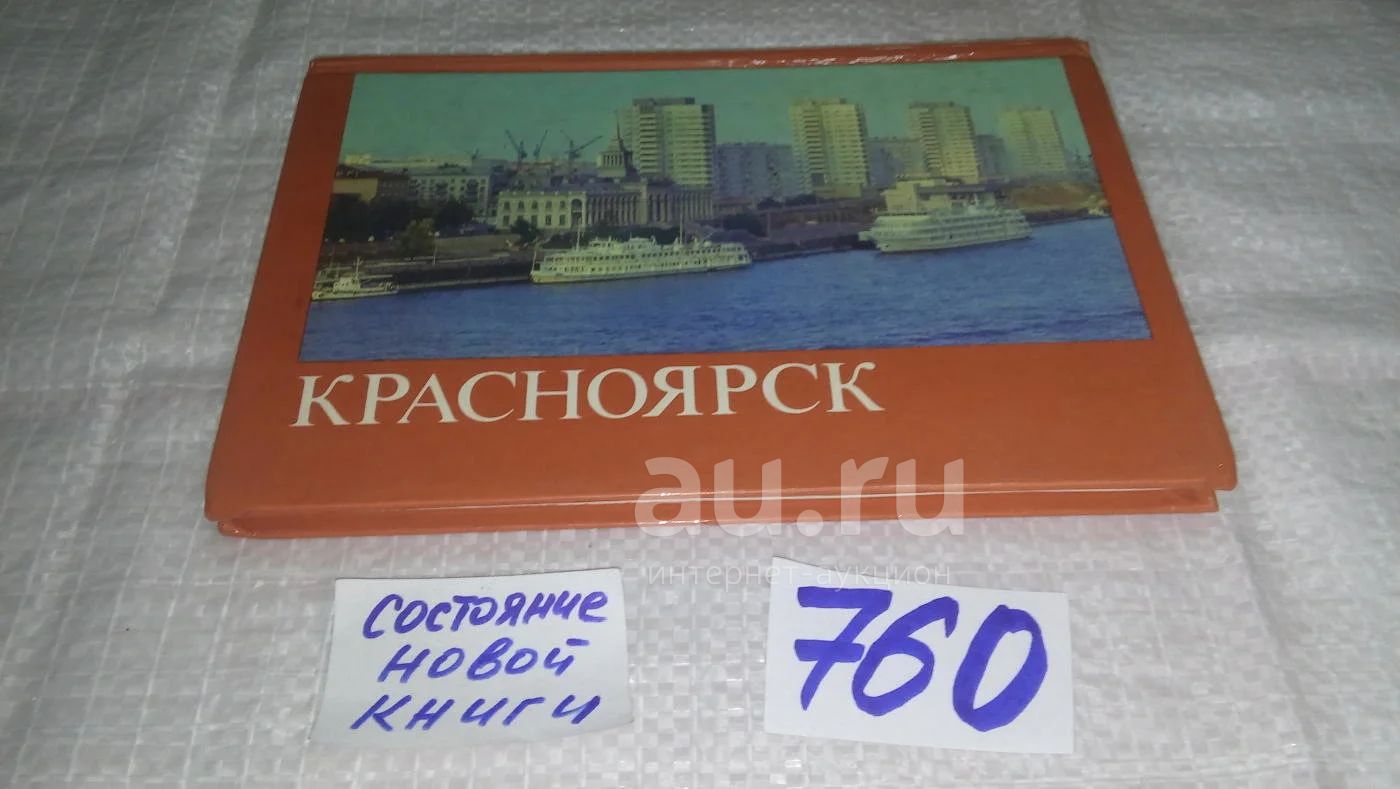 КРАСНОЯРСК
au.ru
интернет-аукцион
состояние
новой
книги
760